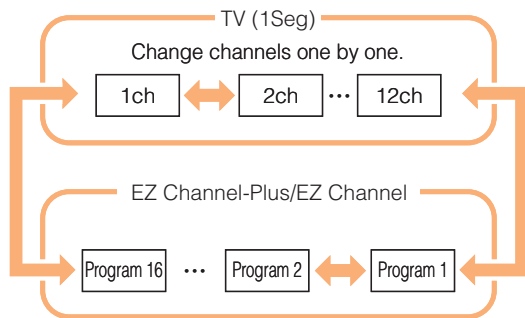 TV (1Seg)
Change channels one by one.
1ch 2ch ••• 12ch
EZ Channel-Plus/EZ Channel
Program 16 ••• Program 2 Program 1